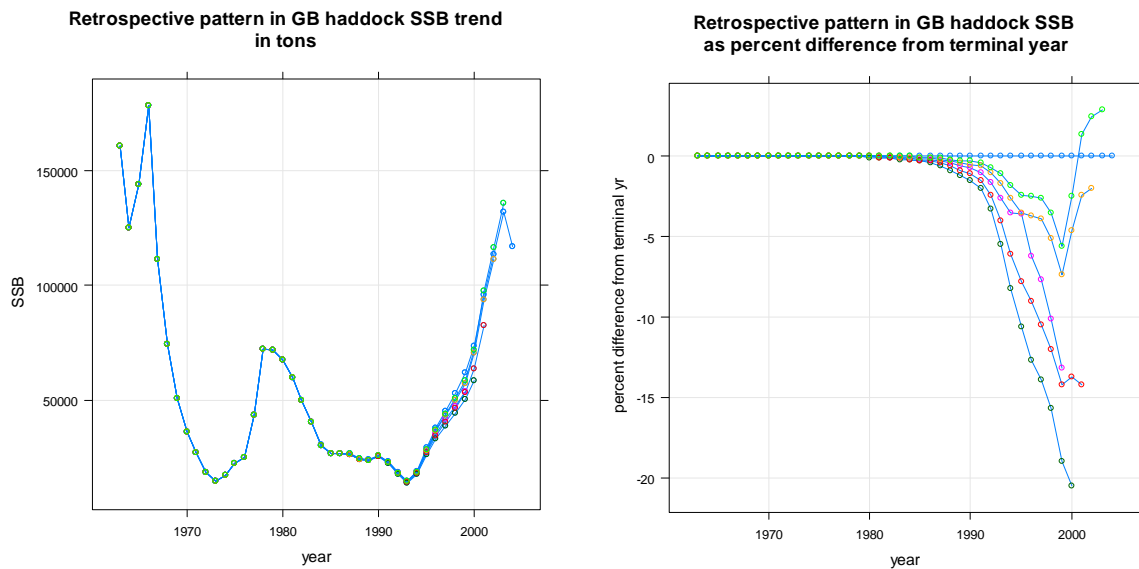 Retrospective pattern in GB haddock SSB trend
in tons
SSB
150000
100000
50000
1970
1980
1990
2000
year
Retrospective pattern in GB haddock SSB
as percent difference from terminal year
percent difference from terminal yr
0
-5
-10
-15
-20
1970
1980
1990
2000
year